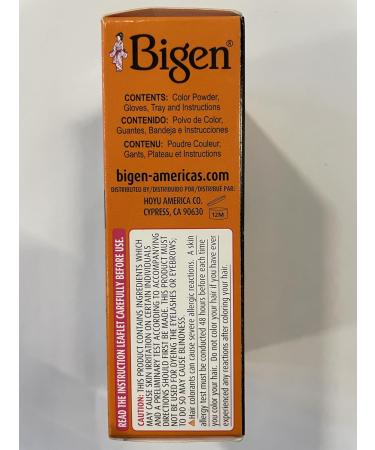 Bigen®
CONTENTS: Color Powder,
Gloves, Tray and Instructions
CONTENIDO: Polvo de Color,
Guantes, Bandeja e Instrucciones
CONTENU: Poudre Couleur,
Gants, Plateau et Instructions
bigen-americas.com
DISTRIBUTED BY/DISTRIBUIDO POR/DISTRIBUÉ PAR:
HOYU AMERICA CO.
CYPRESS, CA 90630
12M
READ THE INSTRUCTION LEAFLET CAREFULLY BEFORE USE.
CAUTION: THIS PRODUCT CONTAINS INGREDIENTS WHICH
MAY CAUSE SKIN IRRITATION ON CERTAIN INDIVIDUALS
AND A PRELIMINARY TEST ACCORDING TO ACCOMPANYING
DIRECTIONS SHOULD FIRST BE MADE. THIS PRODUCT MUST
NOT BE USED FOR DYEING THE EYELASHES OR EYEBROWS;
TO DO SO MAY CAUSE BLINDNESS.
Hair colorants can cause severe allergic reactions. A skin
allergy test must be conducted 48 hours before each time
you color your hair. Do not color your hair if you have ever
experienced any reactions after coloring your hair.